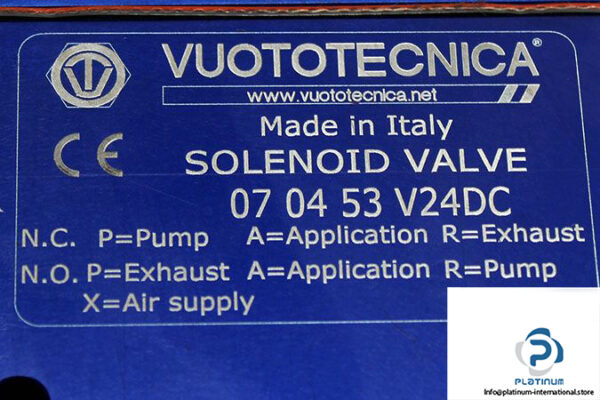 VUOTOTECNICA®
www.vuototecnica.net
Made in Italy
CE
SOLENOID VALVE
07 04 53 V24DC
N.C. P=Pump A=Application R=Exhaust
N.O. P=Exhaust A=Application R=Pump
X=Air supply
PLATINUM
Info@platinum-international.store